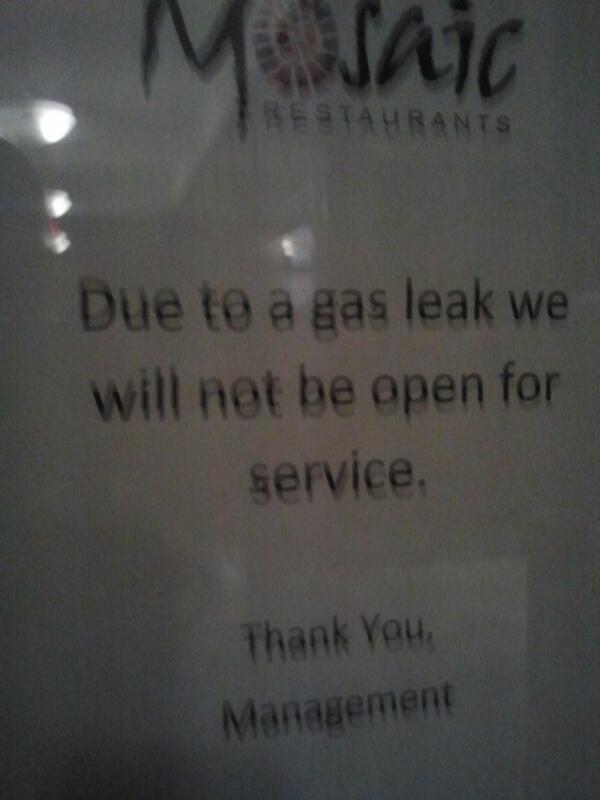 Mosaic
RESTAURANTS
Due to a gas leak we
will not be open for
service.
Thank You,
Management